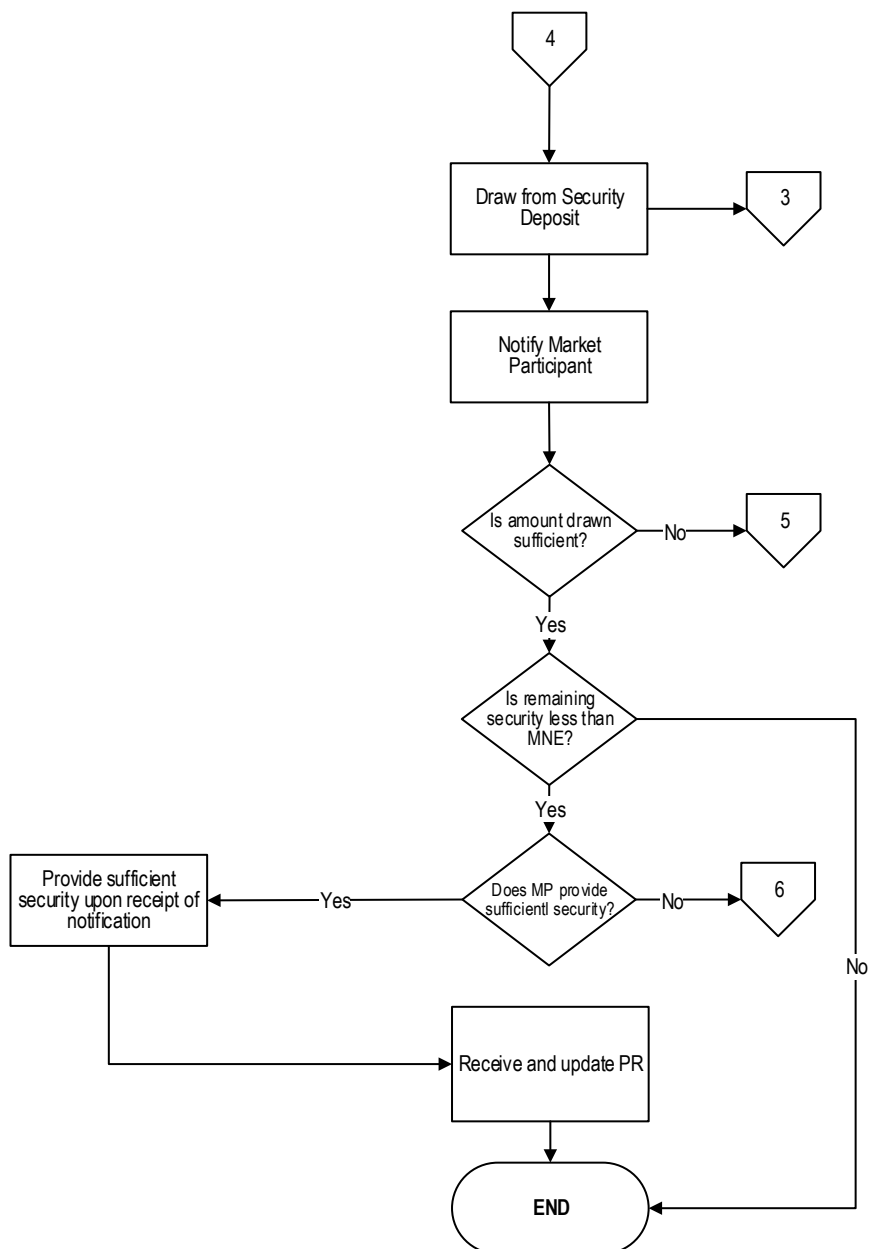 4
Draw from Security
Deposit
3
Notify Market
Participant
Is amount drawn
sufficient?
No
5
Yes
Is remaining
security less than
MNE?
Yes
Provide sufficient
security upon receipt of
notification
Yes
Does MP provide
sufficientl security?
No
6
No
Receive and update PR
END